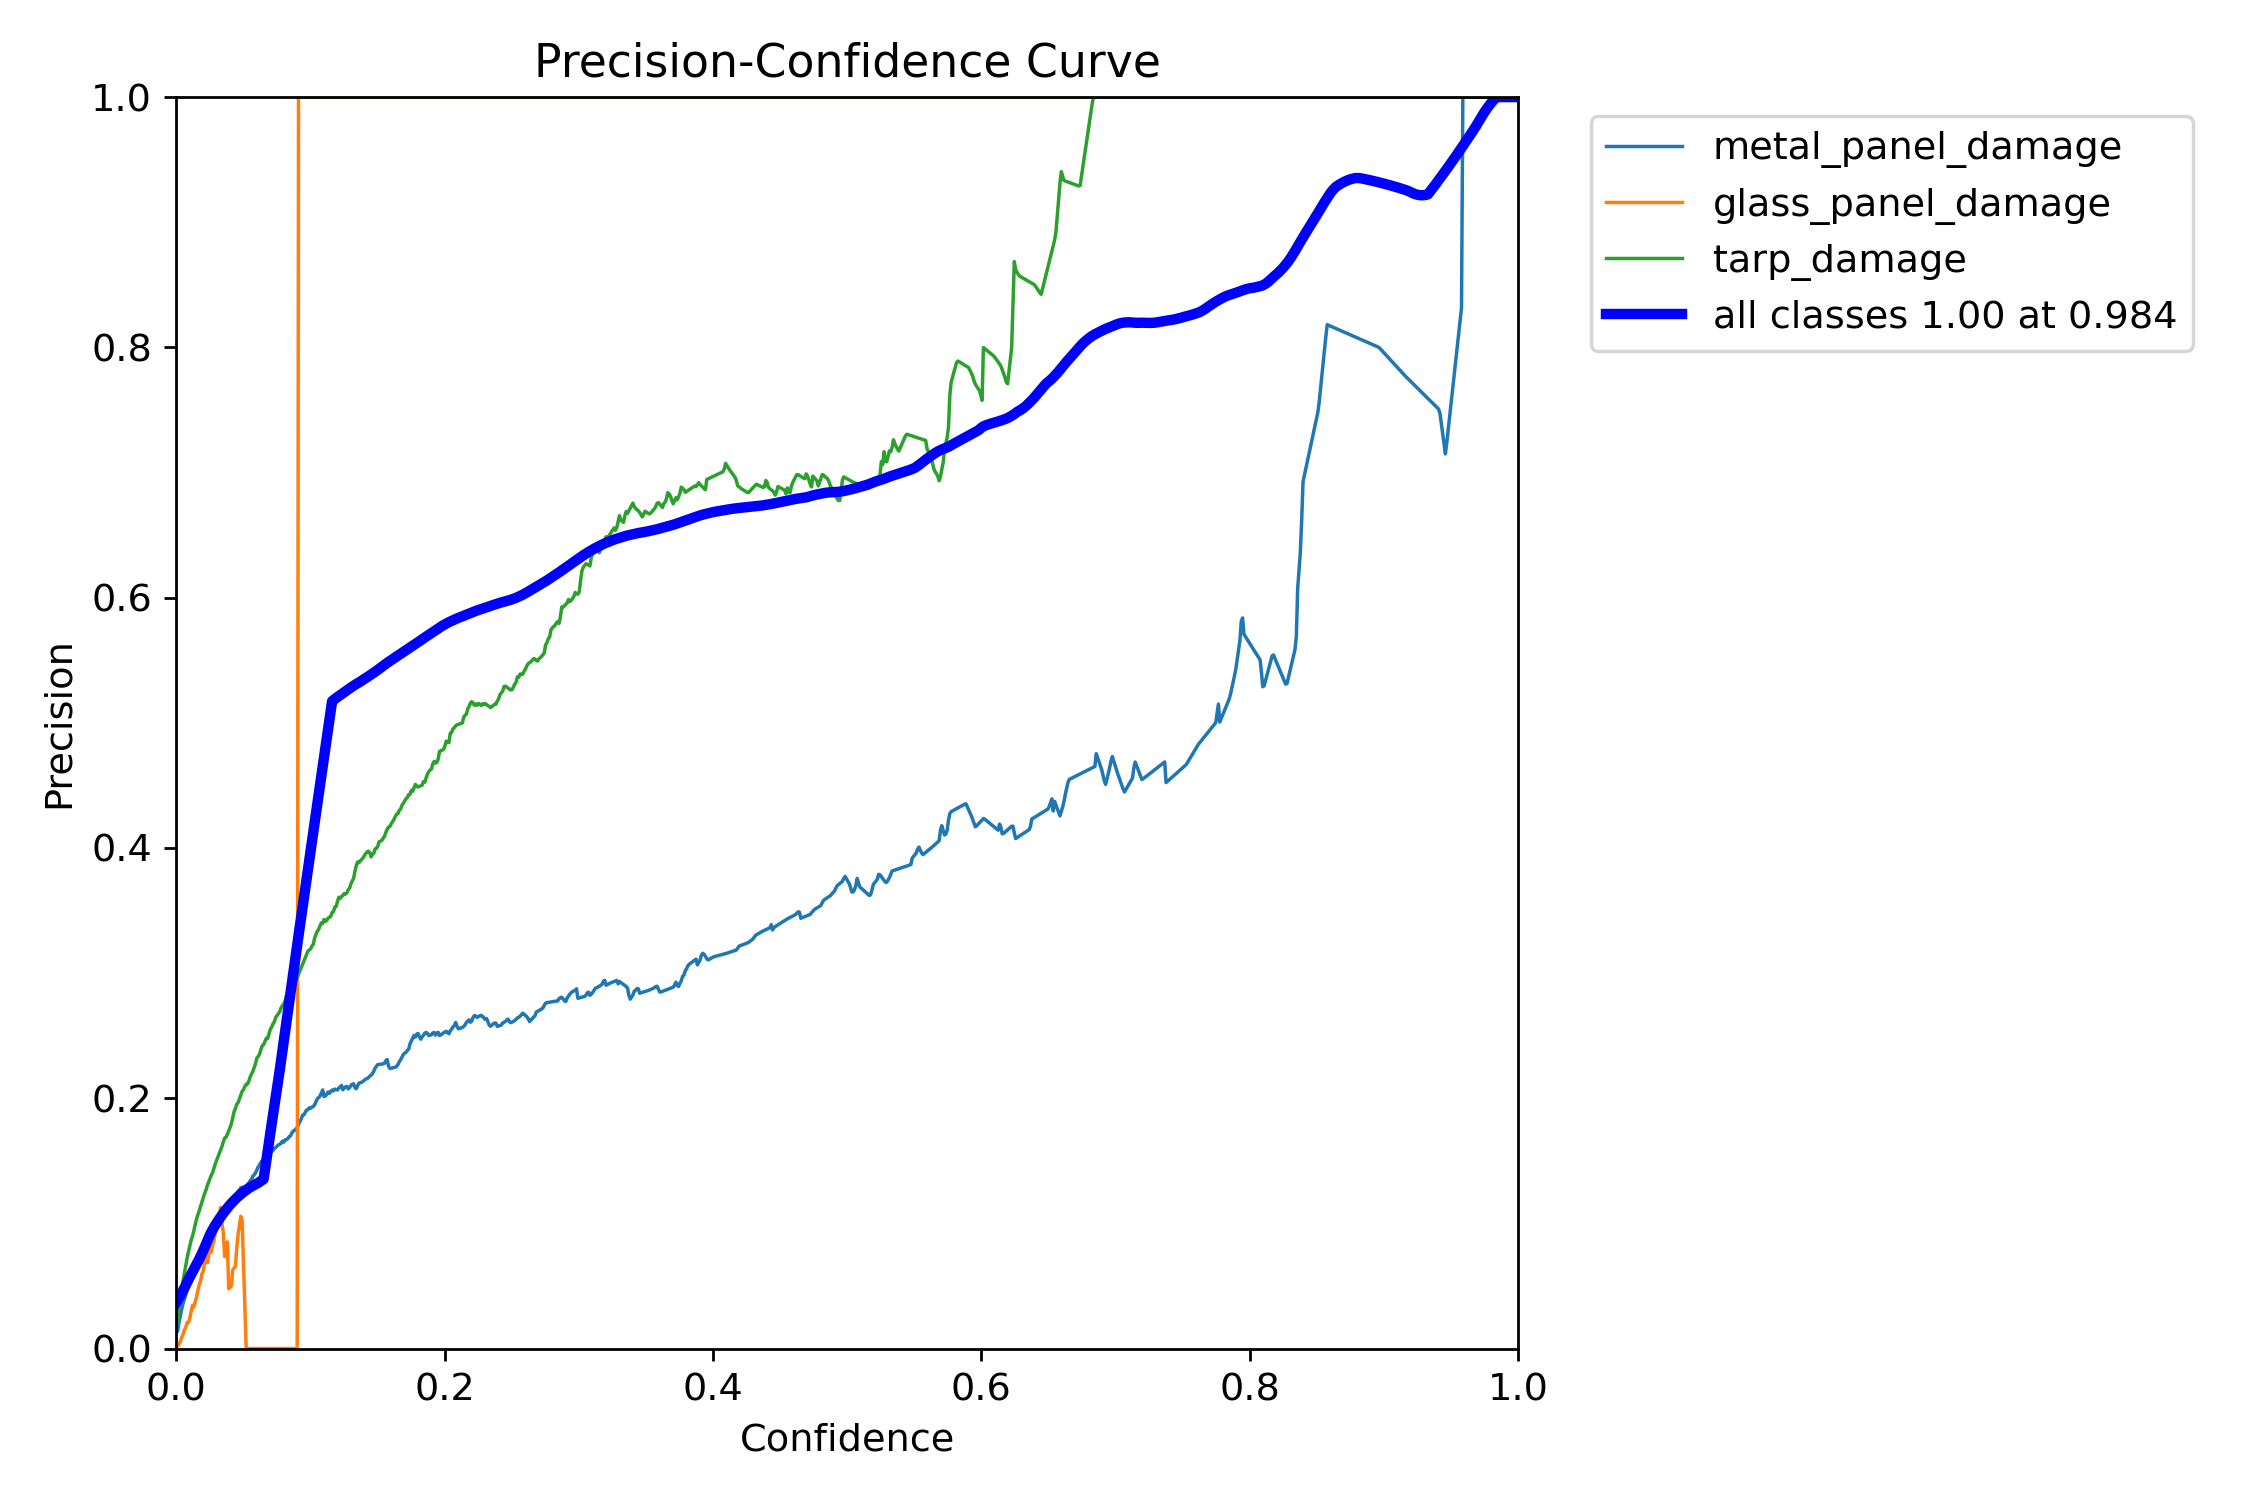 Precision-Confidence Curve
1.0
0.8
0.6
0.4
0.2
0.0
Precision
0.0 0.2 0.4 0.6 0.8 1.0
Confidence
metal_panel_damage
glass_panel_damage
tarp_damage
all classes 1.00 at 0.984